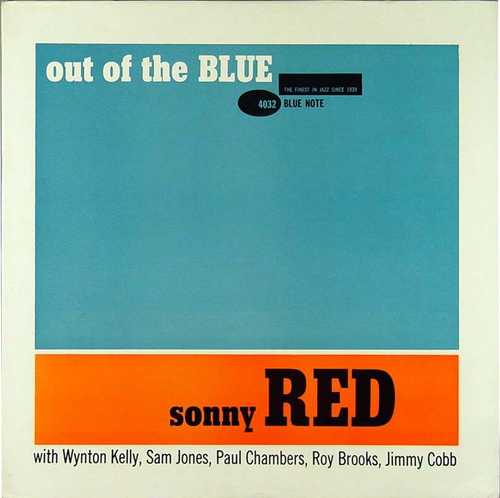 out of the BLUE
THE FINEST IN JAZZ SINCE 1939
4032 BLUE NOTE
sonny RED
with Wynton Kelly, Sam Jones, Paul Chambers, Roy Brooks, Jimmy Cobb